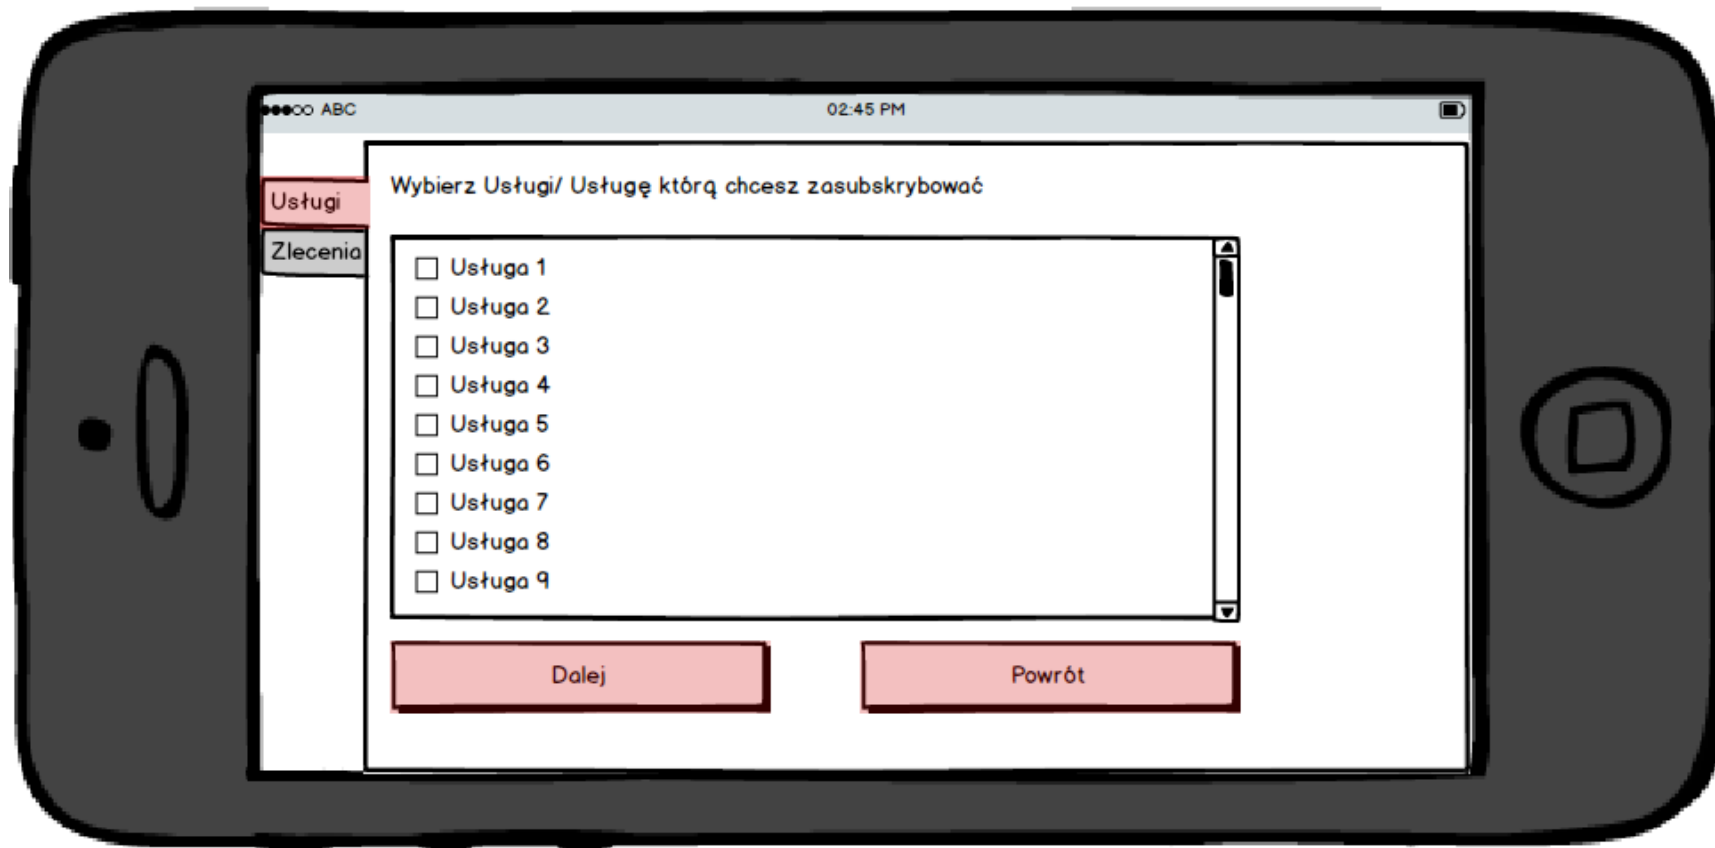 ABC 02:45 PM
Usługi
Zlecenia
Wybierz Usługi/ Usługę którą chcesz zasubskrybować
Usługa 1
Usługa 2
Usługa 3
Usługa 4
Usługa 5
Usługa 6
Usługa 7
Usługa 8
Usługa 9
Dalej Powrót